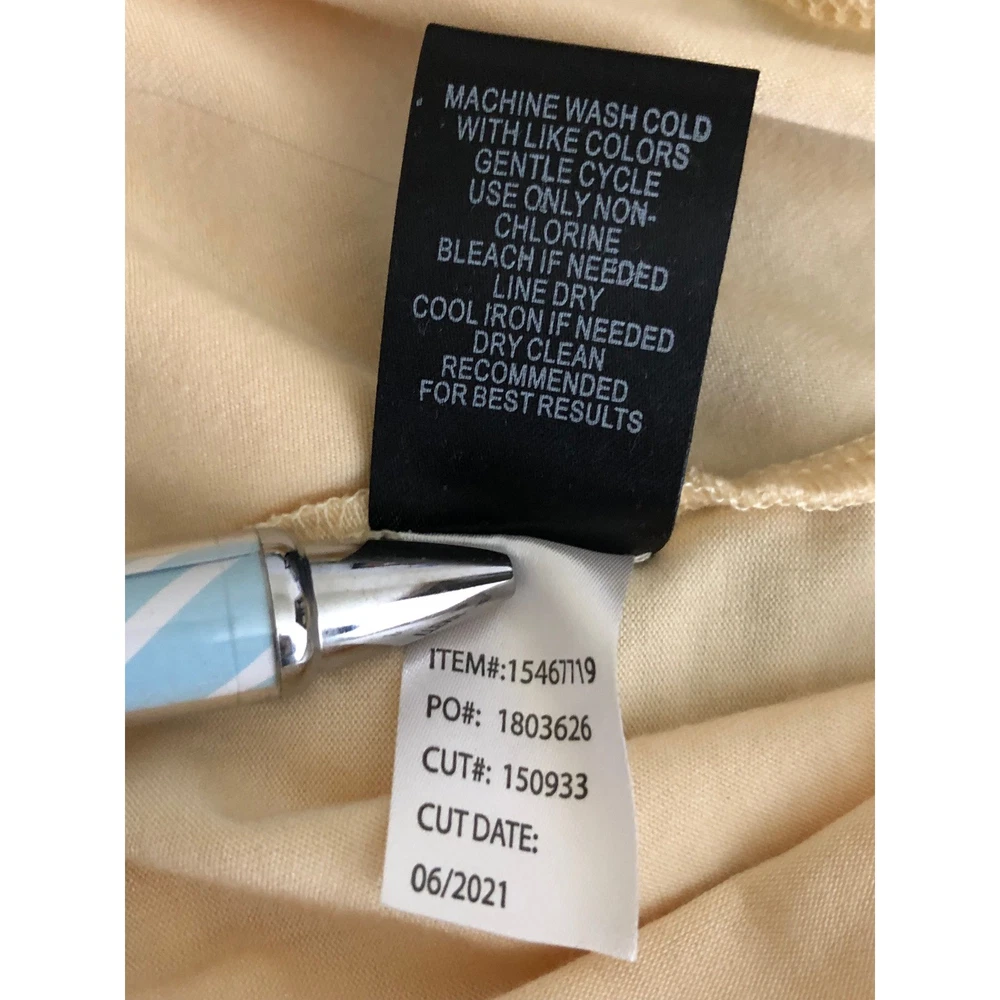 MACHINE WASH COLD
WITH LIKE COLORS
GENTLE CYCLE
USE ONLY NON-
CHLORINE
BLEACH IF NEEDED
LINE DRY
COOL IRON IF NEEDED
DRY CLEAN
RECOMMENDED
FOR BEST RESULTS
ITEM#:15467719
PO#: 1803626
CUT#: 150933
CUT DATE:
06/2021